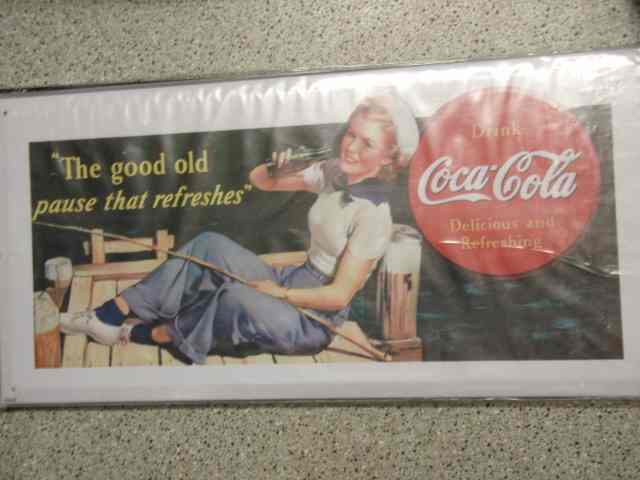 "The good old
pause that refreshes"
Drink
Coca-Cola
Delicious and
Refreshing